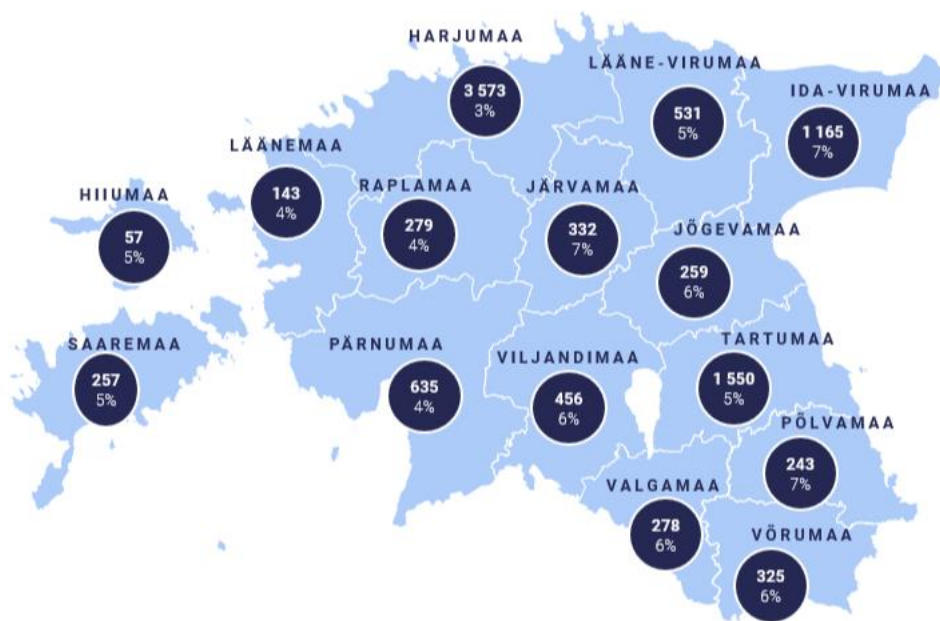 HARJUMAA
3 573
3%
LÄÄNE-VIRUMAA
531
5%
IDA-VIRUMAA
1 165
7%
LÄÄNEMAA
143
4%
HIIUMAA
57
5%
RAPLAMAA
279
4%
JÄRVAMAA
332
7%
JÕGEVAMAA
259
6%
SAAREMAA
257
5%
PÄRNUMAA
635
4%
VILJANDIMAA
456
6%
TARTUMAA
1 550
5%
PÕLVAMAA
243
7%
VALGAMAA
278
6%
VÕRUMAA
325
6%